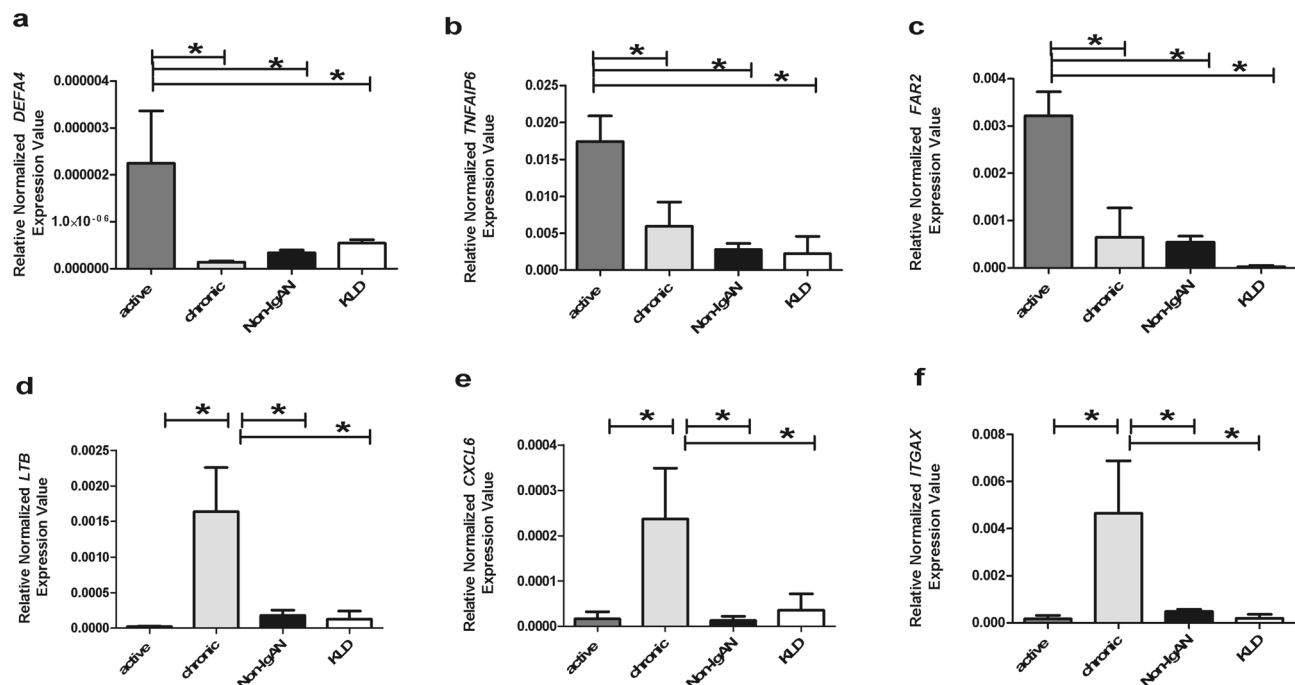 a
Relative Normalized DEFA4
Expression Value
0.000004
0.000003
0.000002
1.0×10⁻⁰⁶
0.000000
*
*
*
active
chronic
Non-IgAN
KLD
b
Relative Normalized TNFAIP6
Expression Value
0.025
0.020
0.015
0.010
0.005
0.000
*
*
*
active
chronic
Non-IgAN
KLD
c
Relative Normalized FAR2
Expression Value
0.004
0.003
0.002
0.001
0.000
*
*
*
active
chronic
Non-IgAN
KLD
d
Relative Normalized LTB
Expression Value
0.0025
0.0020
0.0015
0.0010
0.0005
0.0000
*
*
*
active
chronic
Non-IgAN
KLD
e
Relative Normalized CXCL6
Expression Value
0.0004
0.0003
0.0002
0.0001
0.0000
*
*
*
active
chronic
Non-IgAN
KLD
f
Relative Normalized ITGAX
Expression Value
0.008
0.006
0.004
0.002
0.000
*
*
*
active
chronic
Non-IgAN
KLD